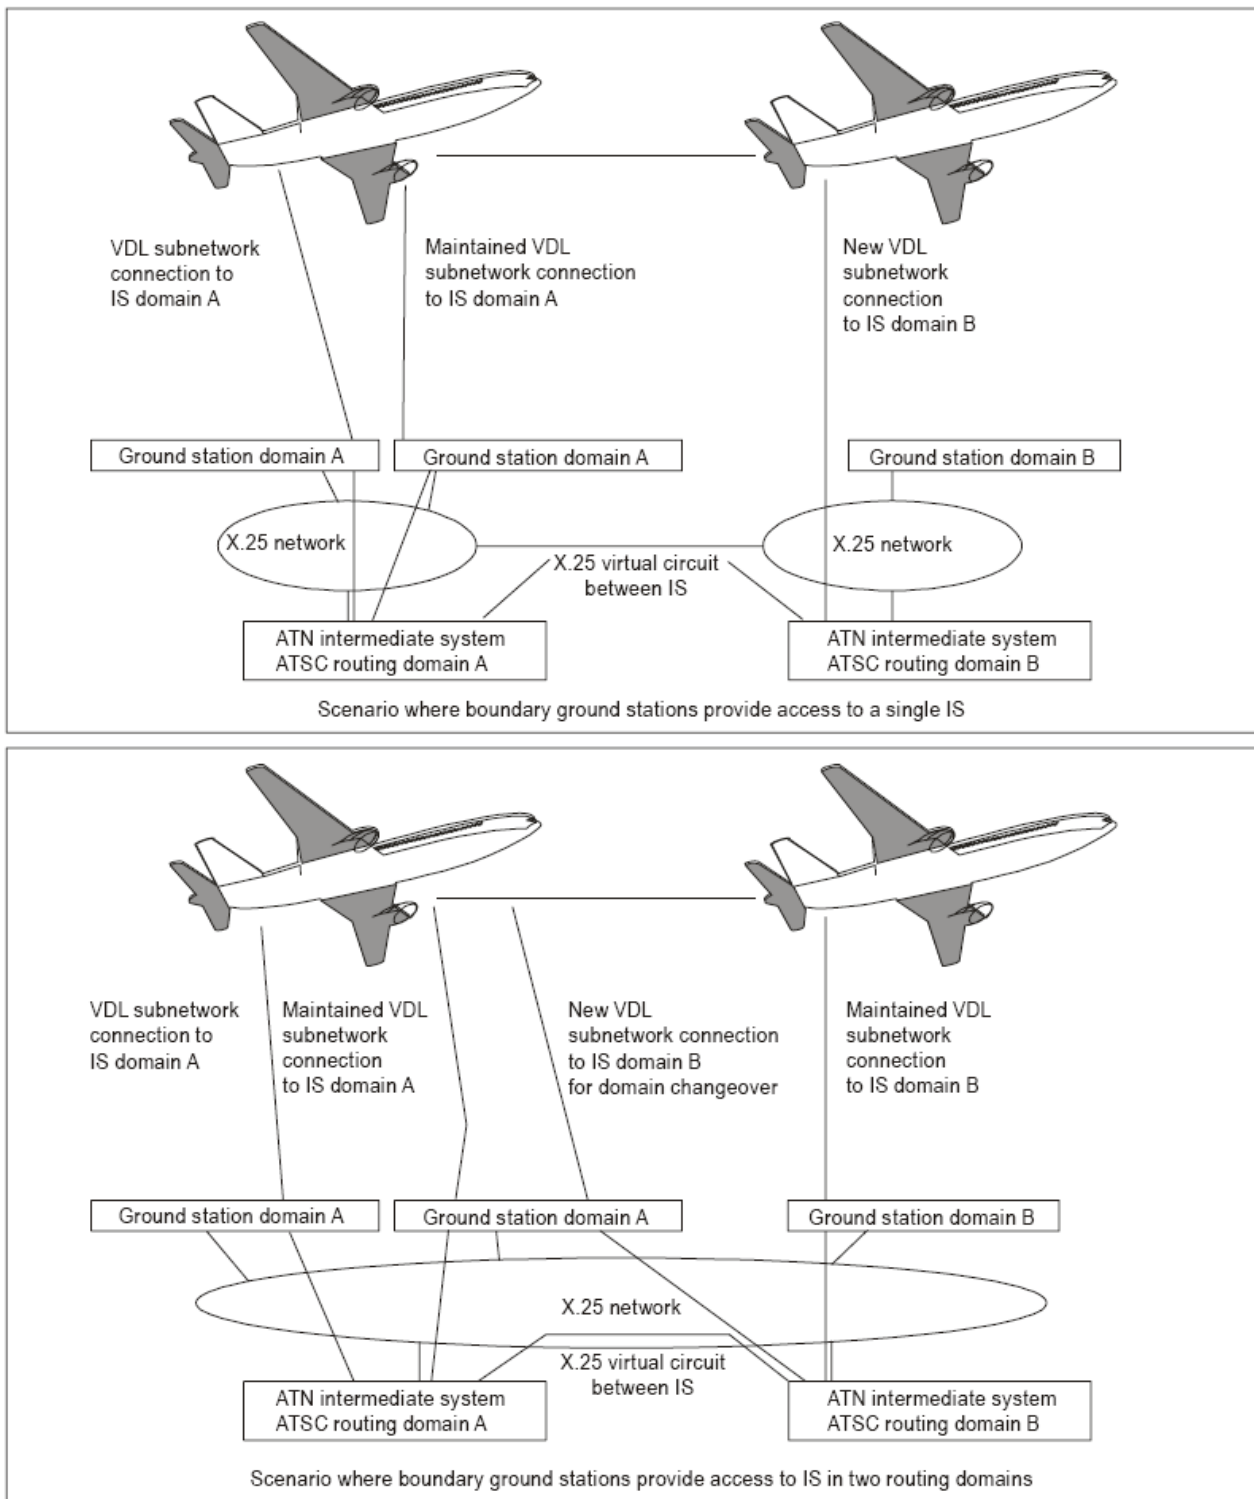 VDL subnetwork
connection to
IS domain A
Maintained VDL
subnetwork connection
to IS domain A
New VDL
subnetwork
connection
to IS domain B
Ground station domain A
Ground station domain A
Ground station domain B
X.25 network
X.25 network
X.25 virtual circuit
between IS
ATN intermediate system
ATSC routing domain A
ATN intermediate system
ATSC routing domain B
Scenario where boundary ground stations provide access to a single IS
VDL subnetwork
connection to
IS domain A
Maintained VDL
subnetwork
connection
to IS domain A
New VDL
subnetwork connection
to IS domain B
for domain changeover
Maintained VDL
subnetwork
connection
to IS domain B
Ground station domain A
Ground station domain A
Ground station domain B
X.25 network
X.25 virtual circuit
between IS
ATN intermediate system
ATSC routing domain A
ATN intermediate system
ATSC routing domain B
Scenario where boundary ground stations provide access to IS in two routing domains